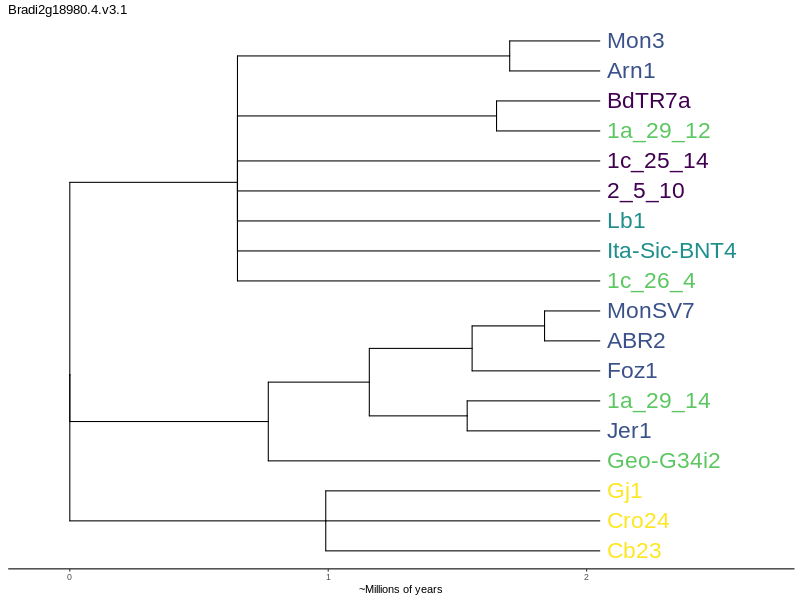 Bradi2g18980.4.v3.1
Mon3
Arn1
BdTR7a
1a_29_12
1c_25_14
2_5_10
Lb1
Ita-Sic-BNT4
1c_26_4
MonSV7
ABR2
Foz1
1a_29_14
Jer1
Geo-G34i2
Gj1
Cro24
Cb23
0 1 2
~Millions of years